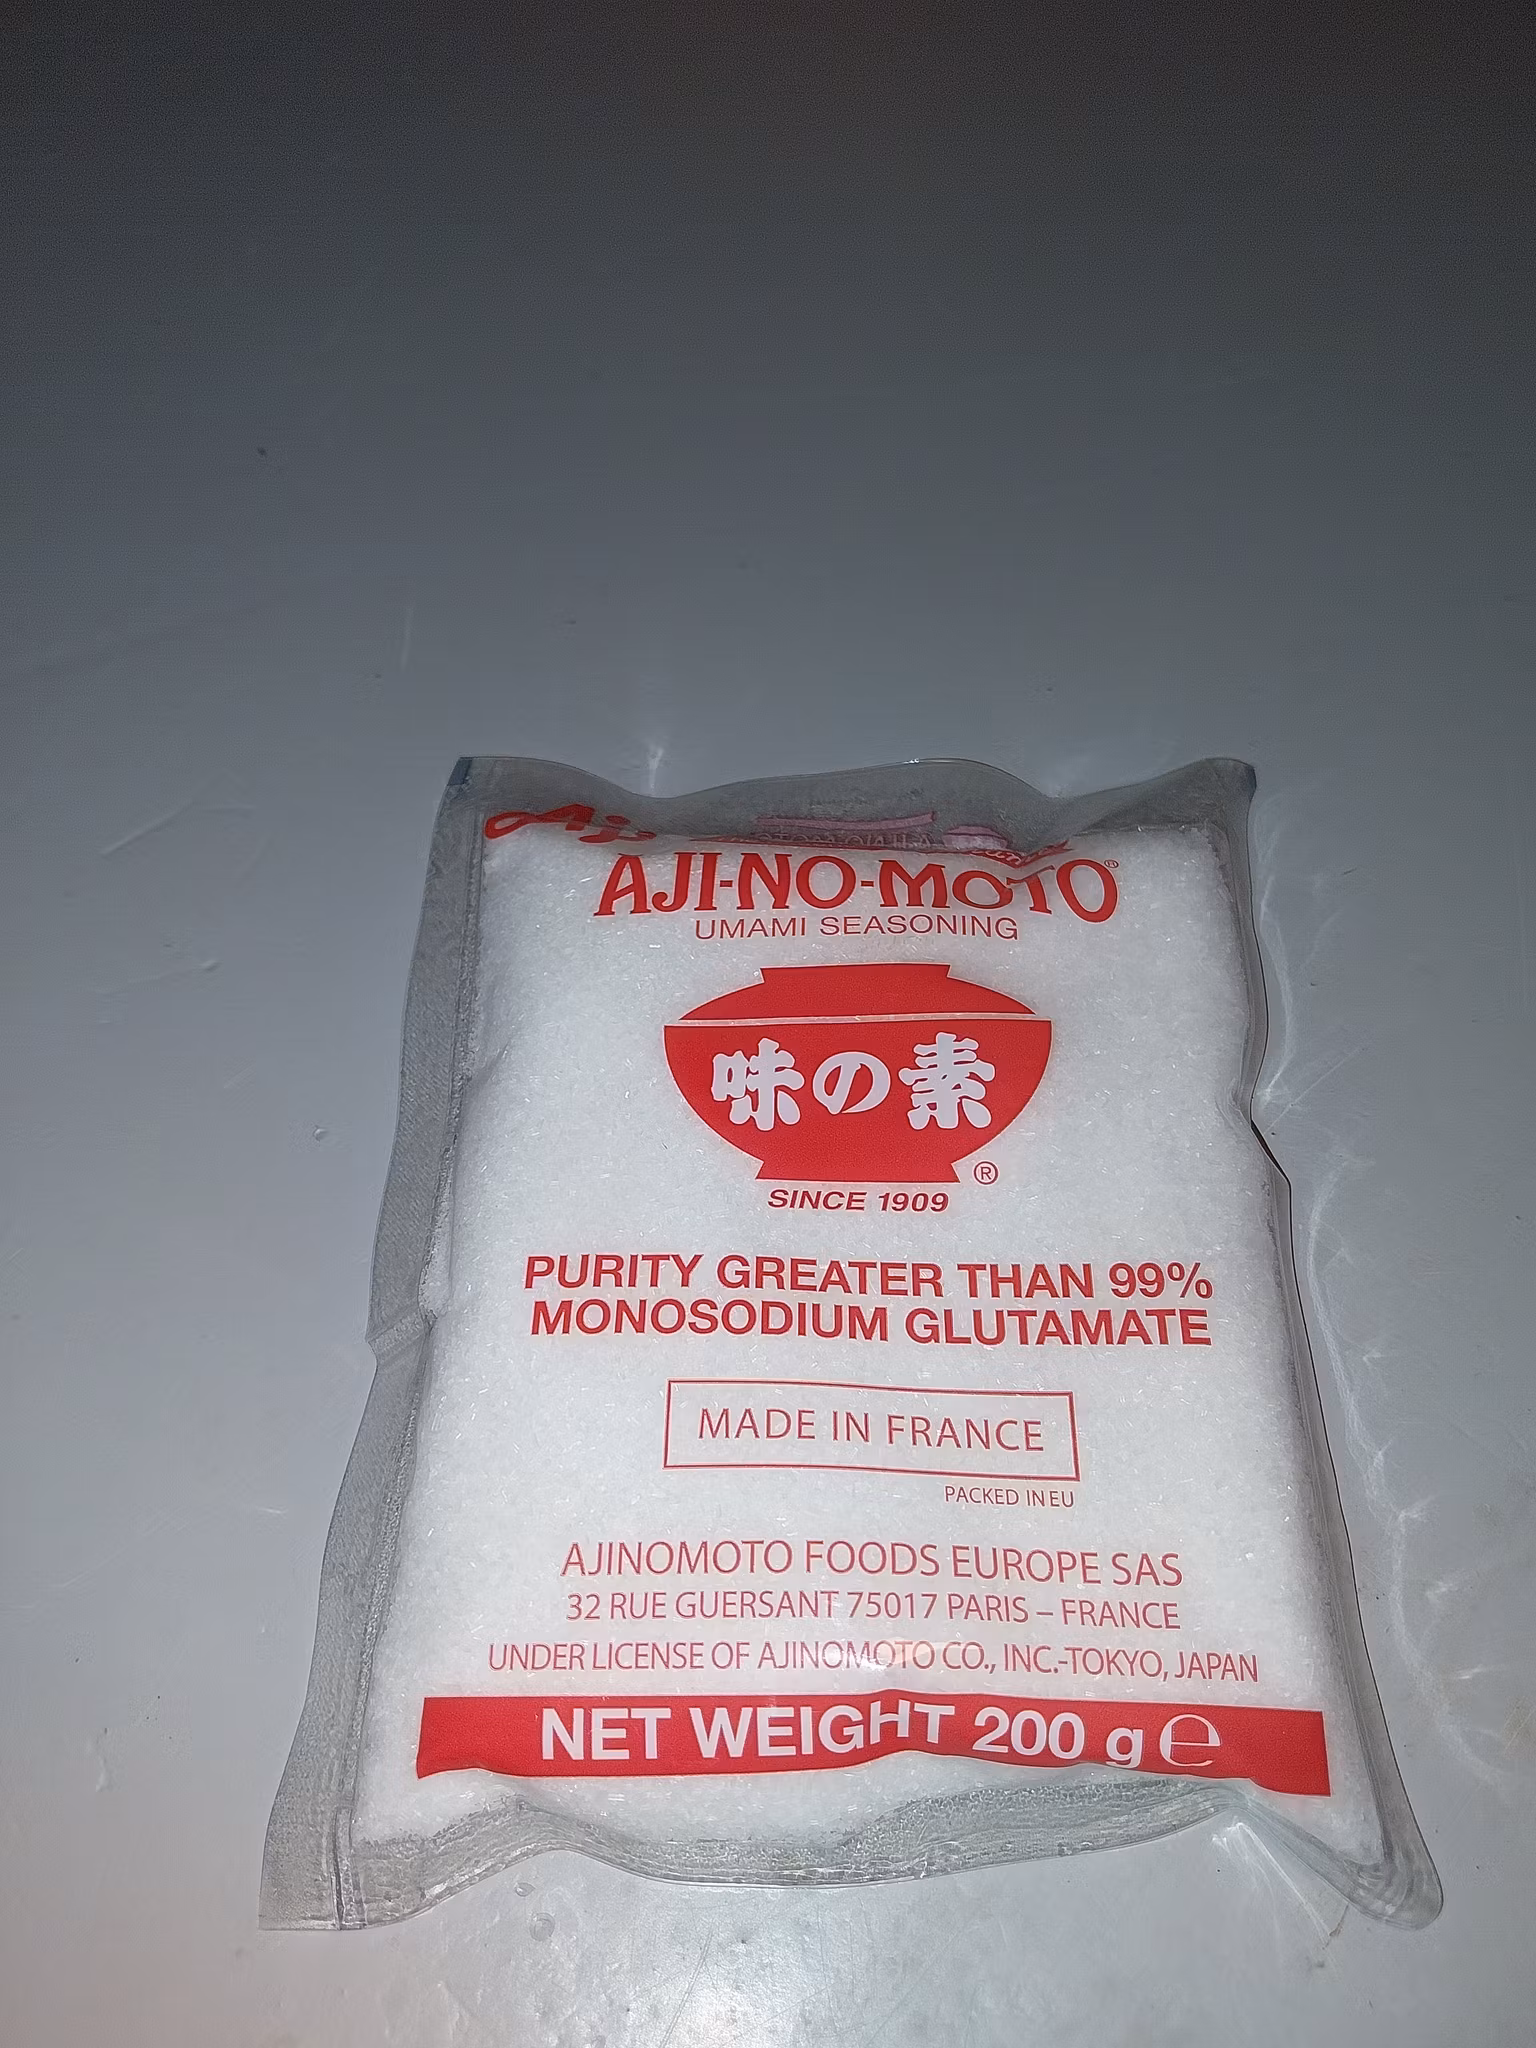 AJI-NO-MOTO®
UMAMI SEASONING
味の素
®
SINCE 1909
PURITY GREATER THAN 99%
MONOSODIUM GLUTAMATE
MADE IN FRANCE
PACKED IN EU
AJINOMOTO FOODS EUROPE SAS
32 RUE GUERSANT 75017 PARIS – FRANCE
UNDER LICENSE OF AJINOMOTO CO., INC.-TOKYO, JAPAN
NET WEIGHT 200 g ℮